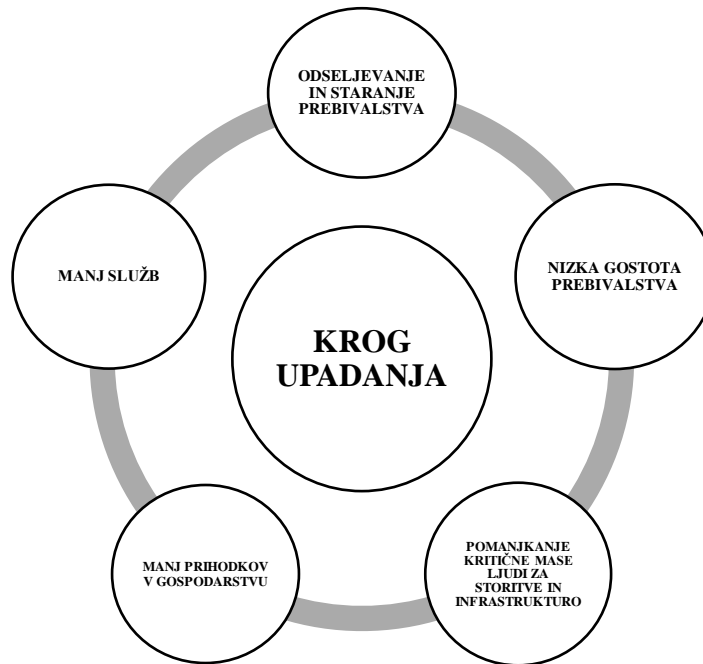 ODSELJEVANJE
IN STARANJE
PREBIVALSTVA
NIZKA GOSTOTA
PREBIVALSTVA
POMANJKANJE
KRITIČNE MASE
LJUDI ZA
STORITVE IN
INFRASTRUKTURO
MANJ PRIHODKOV
V GOSPODARSTVU
MANJ SLUŽB
KROG
UPADANJA